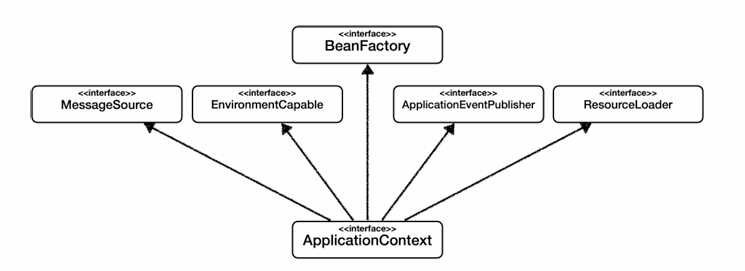 <<interface>>
BeanFactory
<<interface>>
MessageSource
<<interface>>
EnvironmentCapable
<<interface>>
ApplicationEventPublisher
<<interface>>
ResourceLoader
<<interface>>
ApplicationContext